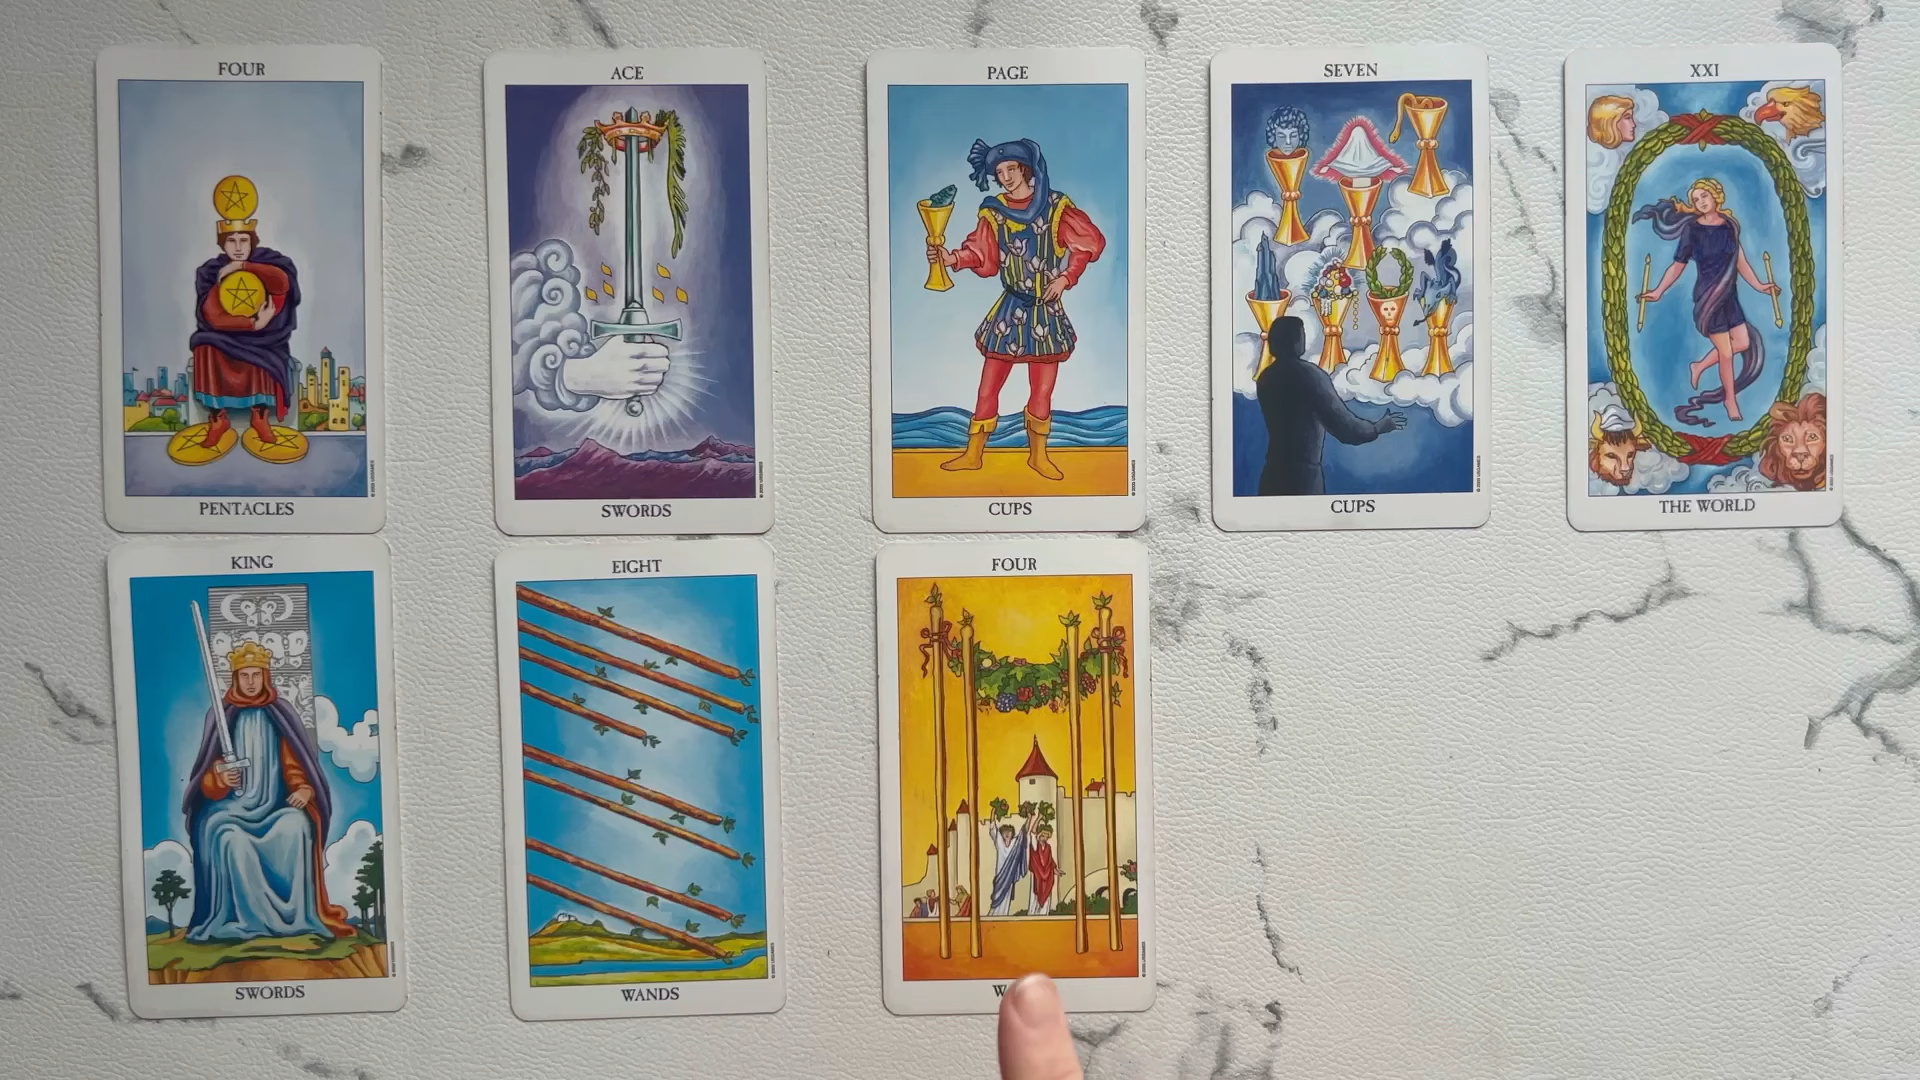 FOUR
PENTACLES
ACE
SWORDS
PAGE
CUPS
SEVEN
CUPS
XXI
THE WORLD
KING
SWORDS
EIGHT
WANDS
FOUR
W